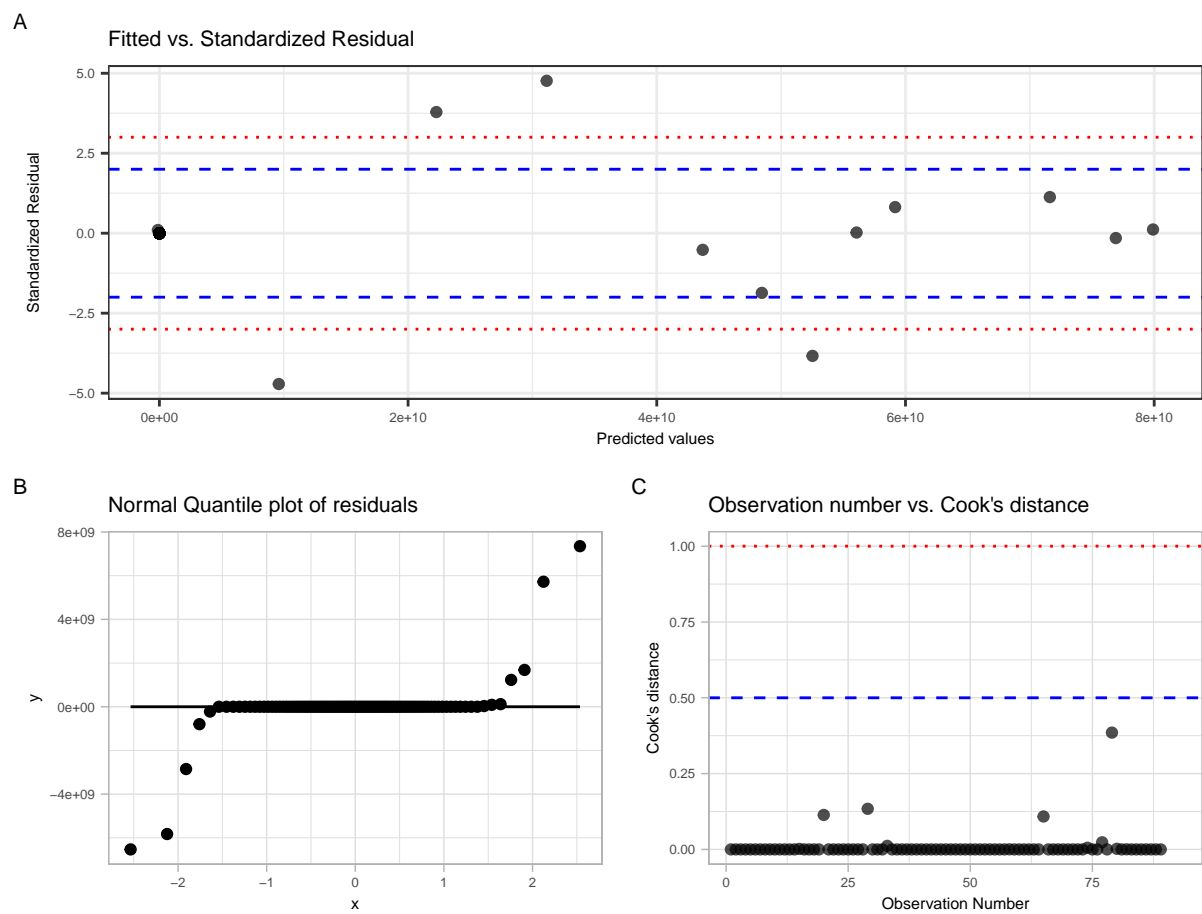 A
Fitted vs. Standardized Residual
5.0
2.5
0.0
−2.5
−5.0
Standardized Residual
0e+00 2e+10 4e+10 6e+10 8e+10
Predicted values
B
Normal Quantile plot of residuals
8e+09
4e+09
0e+00
−4e+09
y
−2 −1 0 1 2
x
C
Observation number vs. Cook's distance
1.00
0.75
0.50
0.25
0.00
Cook's distance
0 25 50 75
Observation Number